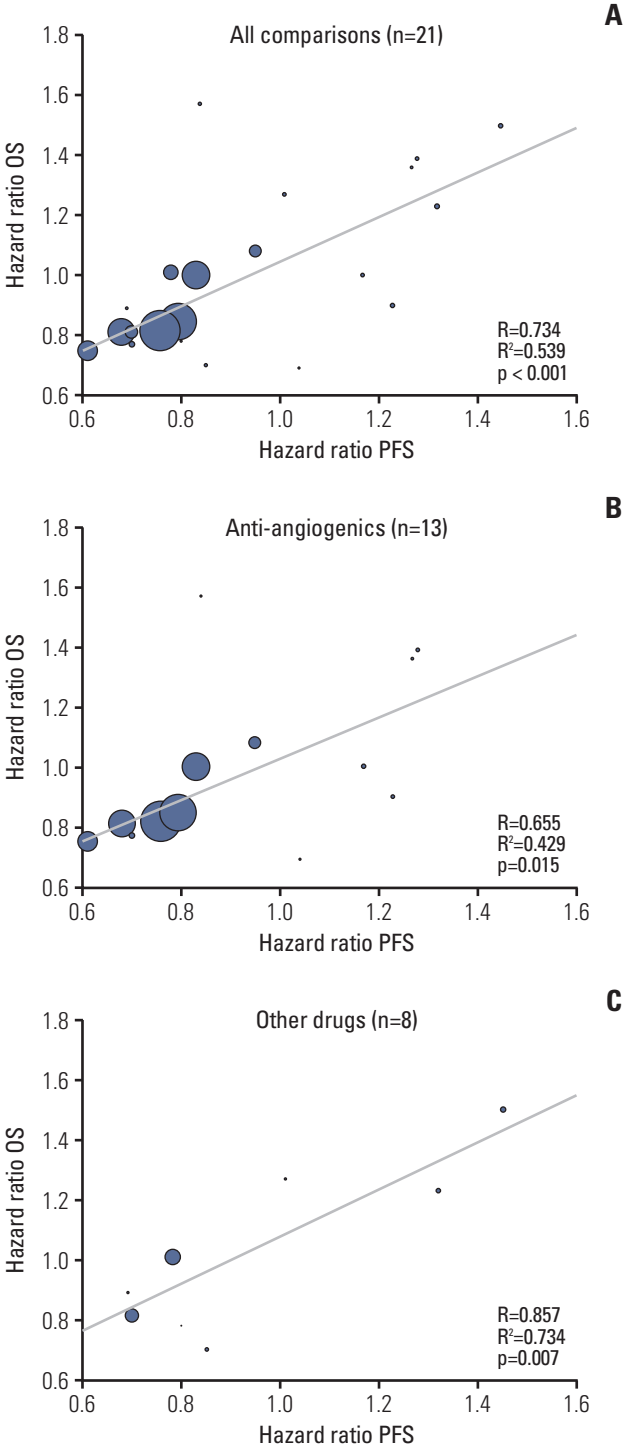 A
All comparisons (n=21)
1.8
1.6
1.4
1.2
1.0
0.8
0.6
Hazard ratio OS
R=0.734
R²=0.539
p < 0.001
0.6 0.8 1.0 1.2 1.4 1.6
Hazard ratio PFS
B
Anti-angiogenics (n=13)
1.8
1.6
1.4
1.2
1.0
0.8
0.6
Hazard ratio OS
R=0.655
R²=0.429
p=0.015
0.6 0.8 1.0 1.2 1.4 1.6
Hazard ratio PFS
C
Other drugs (n=8)
1.8
1.6
1.4
1.2
1.0
0.8
0.6
Hazard ratio OS
R=0.857
R²=0.734
p=0.007
0.6 0.8 1.0 1.2 1.4 1.6
Hazard ratio PFS